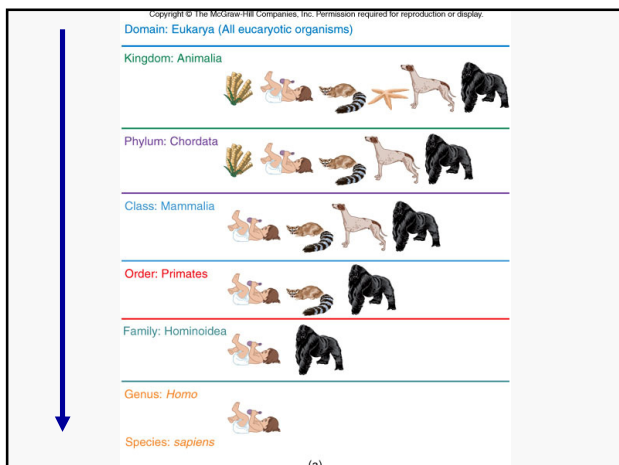 Copyright © The McGraw-Hill Companies, Inc. Permission required for reproduction or display.
Domain: Eukarya (All eucaryotic organisms)
Kingdom: Animalia
Phylum: Chordata
Class: Mammalia
Order: Primates
Family: Hominoidea
Genus: Homo
Species: sapiens
(a)